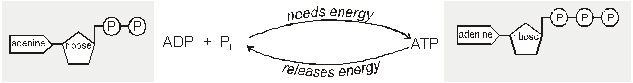 needs energy
adenine ribose P P ADP + Pi ATP adenine ribose P P P
releases energy